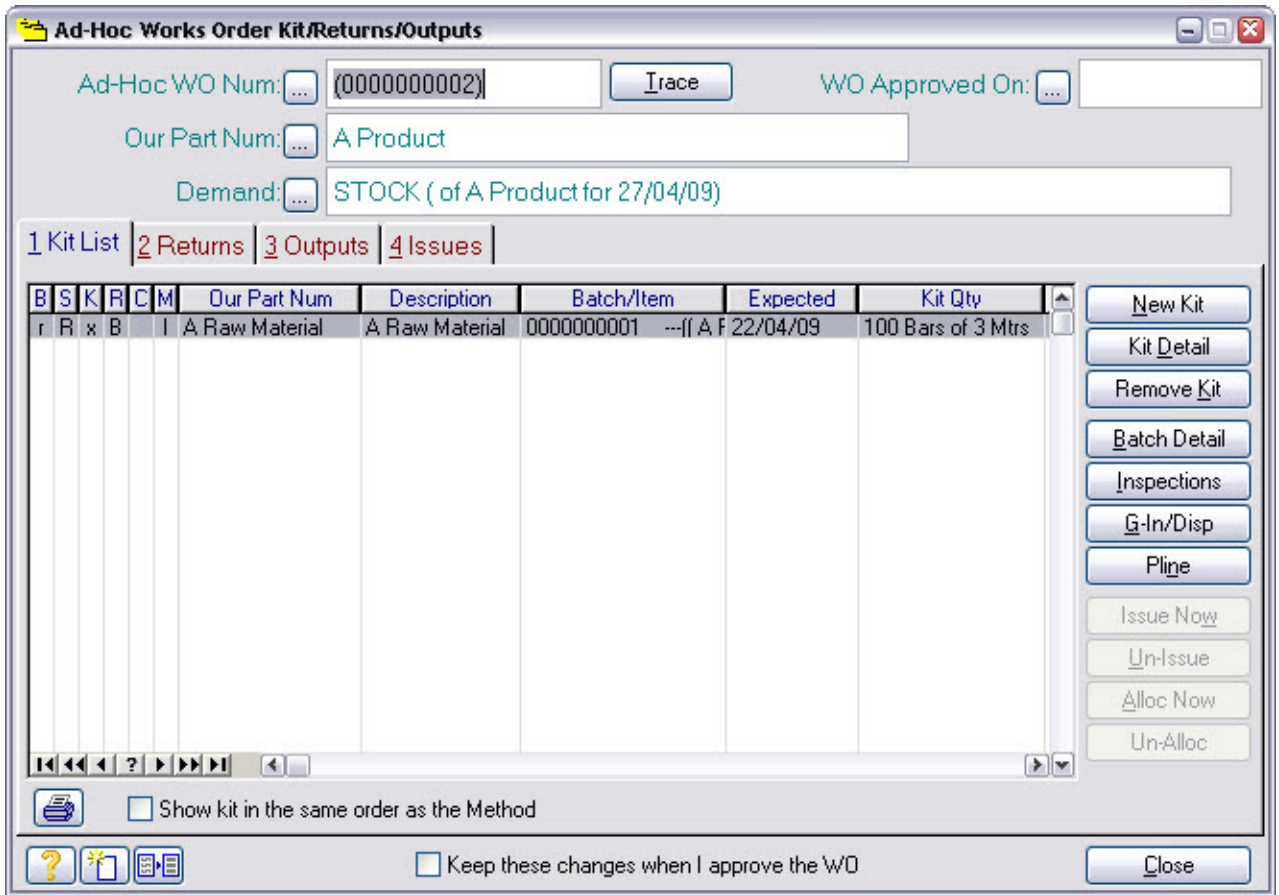 Ad-Hoc Works Order Kit/Returns/Outputs
Ad-Hoc WO Num: ... (0000000002) Trace WO Approved On: ...
Our Part Num: ... A Product
Demand: ... STOCK ( of A Product for 27/04/09)
1 Kit List 2 Returns 3 Outputs 4 Issues
B S K R C M Our Part Num Description Batch/Item Expected Kit Qty
r R x B I A Raw Material A Raw Material 0000000001 ---[[ A 22/04/09 100 Bars of 3 Mtrs
New Kit
Kit Detail
Remove Kit
Batch Detail
Inspections
G-In/Disp
Pline
Issue Now
Un-Issue
Alloc Now
Un-Alloc
?
Show kit in the same order as the Method
? Keep these changes when I approve the WO Close